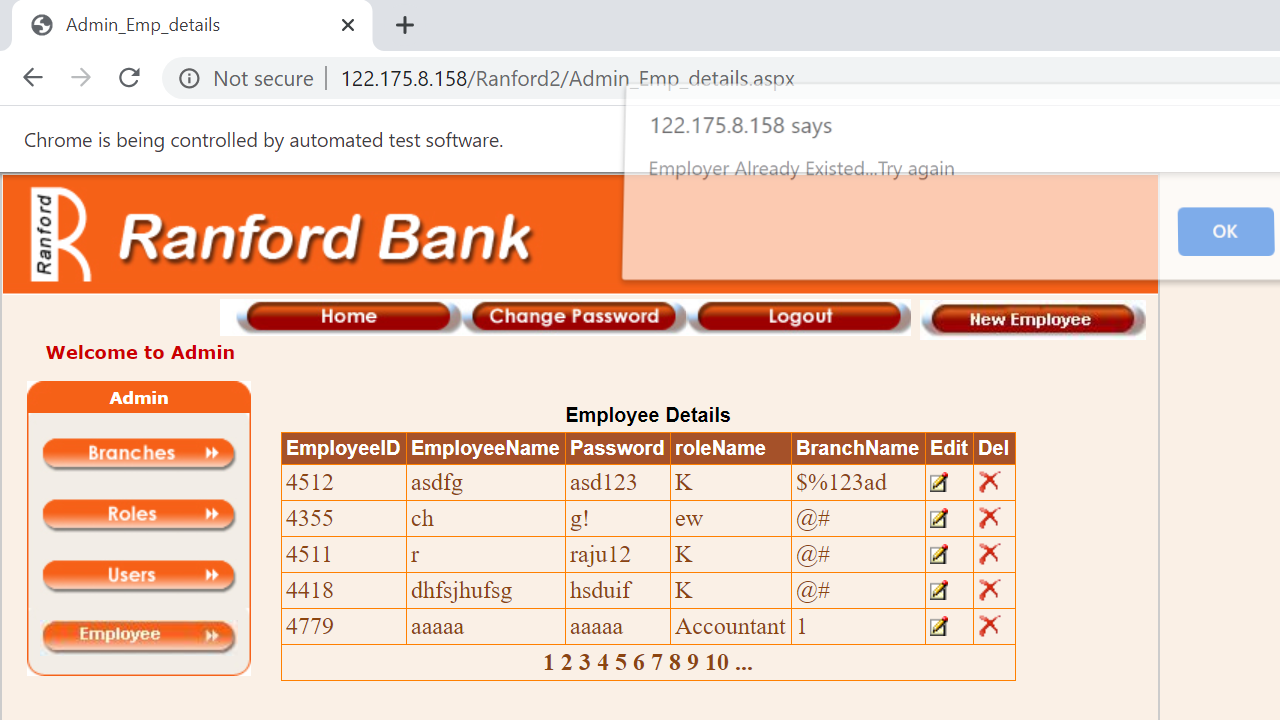 Admin_Emp_details
Not secure | 122.175.8.158/Ranford2/Admin_Emp_details.aspx
122.175.8.158 says
Chrome is being controlled by automated test software.
Employer Already Existed...Try again
OK
Ranford
Ranford Bank
Home Change Password Logout New Employee
Welcome to Admin
Admin
Branches
Roles
Users
Employee
Employee Details
EmployeeID EmployeeName Password roleName BranchName Edit Del
4512 asdfg asd123 K $%123ad
4355 ch g! ew @#
4511 r raju12 K @#
4418 dhfsjhufsg hsduif K @#
4779 aaaaa aaaaa Accountant 1
1 2 3 4 5 6 7 8 9 10 ...